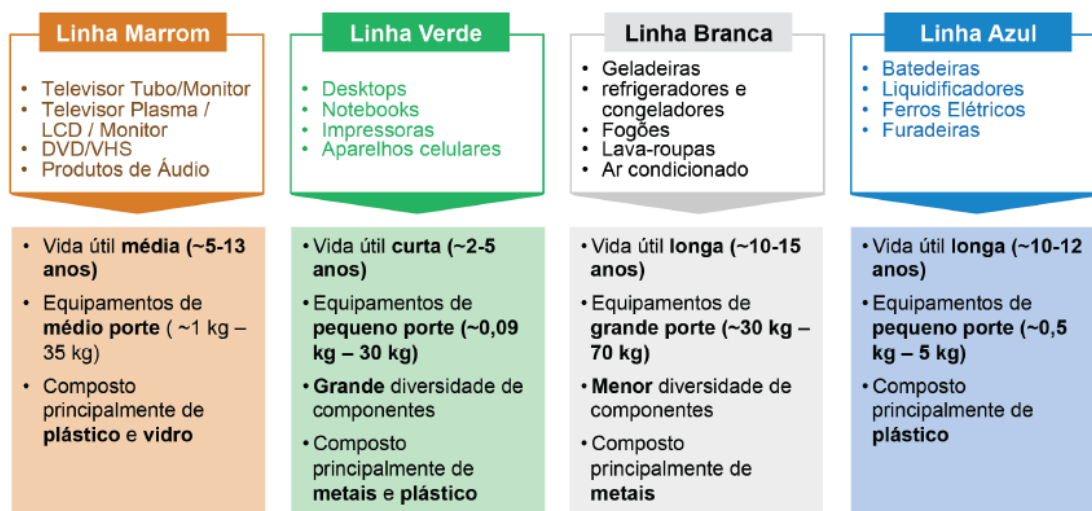 Linha Marrom
• Televisor Tubo/Monitor
• Televisor Plasma /
LCD / Monitor
• DVD/VHS
• Produtos de Áudio
• Vida útil média (~5-13
anos)
• Equipamentos de
médio porte ( ~1 kg –
35 kg)
• Composto
principalmente de
plástico e vidro
Linha Verde
• Desktops
• Notebooks
• Impressoras
• Aparelhos celulares
• Vida útil curta (~2-5
anos)
• Equipamentos de
pequeno porte (~0,09
kg – 30 kg)
• Grande diversidade de
componentes
• Composto
principalmente de
metais e plástico
Linha Branca
• Geladeiras
• refrigeradores e
congeladores
• Fogões
• Lava-roupas
• Ar condicionado
• Vida útil longa (~10-15
anos)
• Equipamentos de
grande porte (~30 kg –
70 kg)
• Menor diversidade de
componentes
• Composto
principalmente de
metais
Linha Azul
• Batedeiras
• Liquidificadores
• Ferros Elétricos
• Furadeiras
• Vida útil longa (~10-12
anos)
• Equipamentos de
pequeno porte (~0,5
kg – 5 kg)
• Composto
principalmente de
plástico